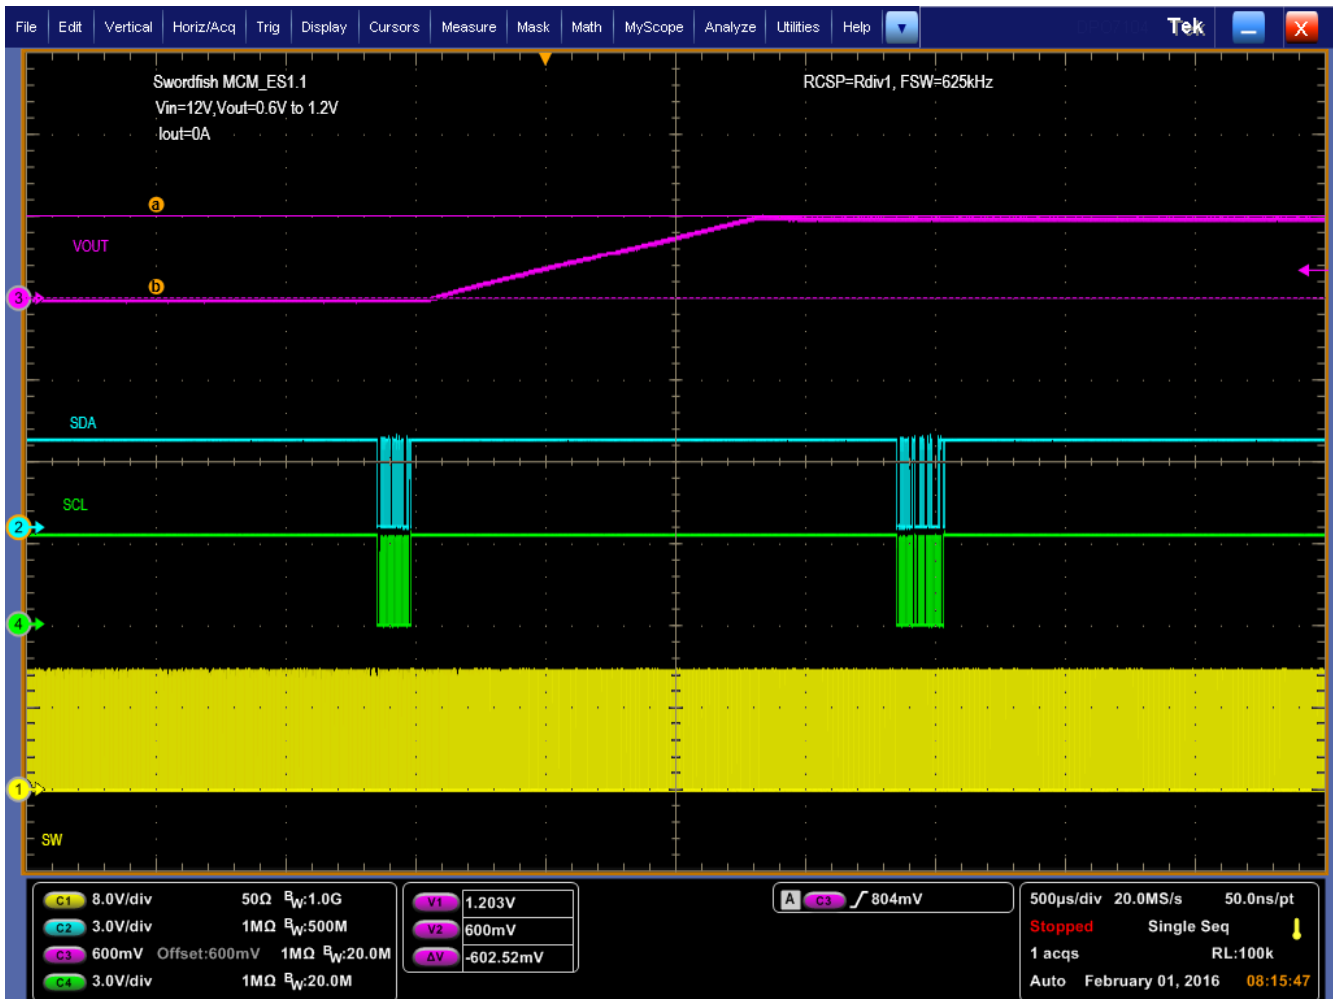 File Edit Vertical Horiz/Acq Trig Display Cursors Measure Mask Math MyScope Analyze Utilities Help Tek X
Swordfish MCM_ES1.1
RCSP=Rdiv1, FSW=625kHz
Vin=12V,Vout=0.6V to 1.2V
Iout=0A
a
VOUT
b
3
SDA
SCL
2
4
1
SW
C1 8.0V/div 50Ω BW:1.0G
C2 3.0V/div 1MΩ BW:500M
C3 600mV Offset:600mV 1MΩ BW:20.0M
C4 3.0V/div 1MΩ BW:20.0M
V1 1.203V
V2 600mV
ΔV -602.52mV
A C3 804mV
500µs/div 20.0MS/s 50.0ns/pt
Stopped Single Seq
1 acqs RL:100k
Auto February 01, 2016 08:15:47